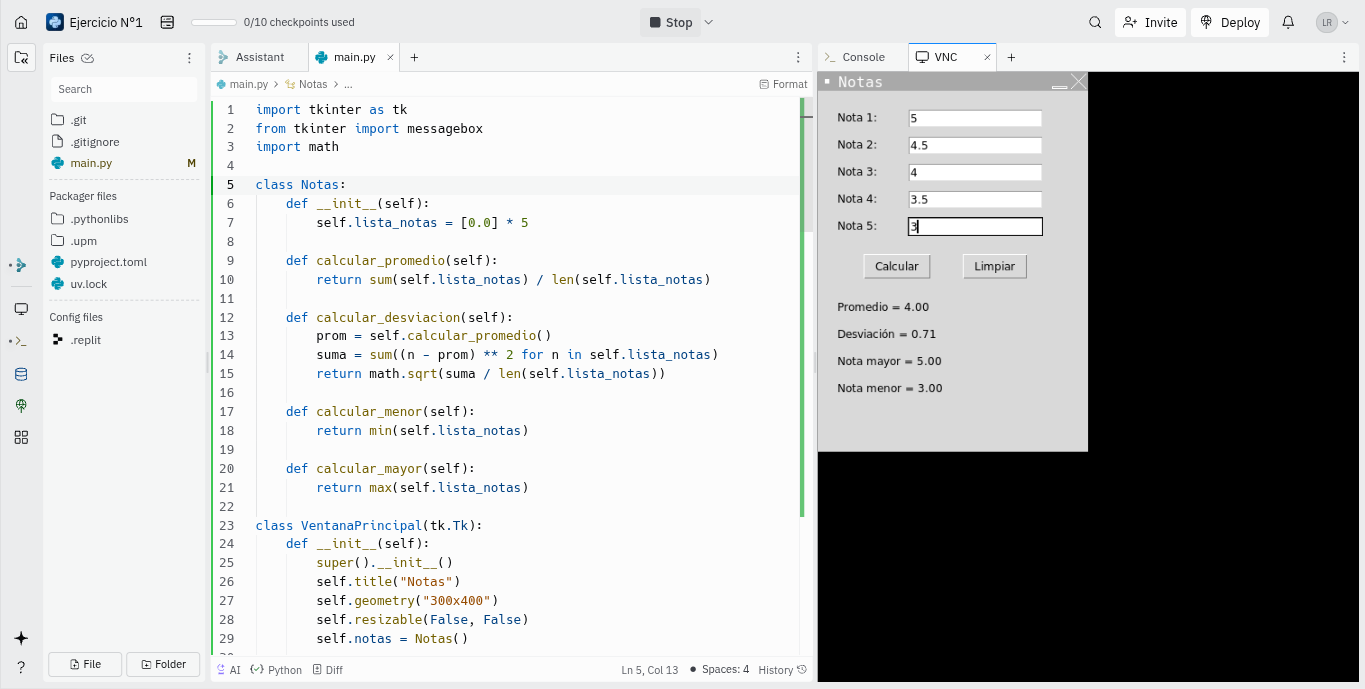 Ejercicio N°1
0/10 checkpoints used
Stop
Invite
Deploy
LR
Files
Search
.git
.gitignore
main.py M
Packager files
.pythonlibs
.upm
pyproject.toml
uv.lock
Config files
.replit
File
Folder
Assistant
main.py
main.py > Notas > ...
Format
1 import tkinter as tk
2 from tkinter import messagebox
3 import math
4
5 class Notas:
6 def __init__(self):
7 self.lista_notas = [0.0] * 5
8
9 def calcular_promedio(self):
10 return sum(self.lista_notas) / len(self.lista_notas)
11
12 def calcular_desviacion(self):
13 prom = self.calcular_promedio()
14 suma = sum((n - prom) ** 2 for n in self.lista_notas)
15 return math.sqrt(suma / len(self.lista_notas))
16
17 def calcular_menor(self):
18 return min(self.lista_notas)
19
20 def calcular_mayor(self):
21 return max(self.lista_notas)
22
23 class VentanaPrincipal(tk.Tk):
24 def __init__(self):
25 super().__init__()
26 self.title("Notas")
27 self.geometry("300x400")
28 self.resizable(False, False)
29 self.notas = Notas()
AI
Python
Diff
Ln 5, Col 13
Spaces: 4
History
Console
VNC
Notas
Nota 1: 5
Nota 2: 4.5
Nota 3: 4
Nota 4: 3.5
Nota 5: 3
Calcular
Limpiar
Promedio = 4.00
Desviación = 0.71
Nota mayor = 5.00
Nota menor = 3.00